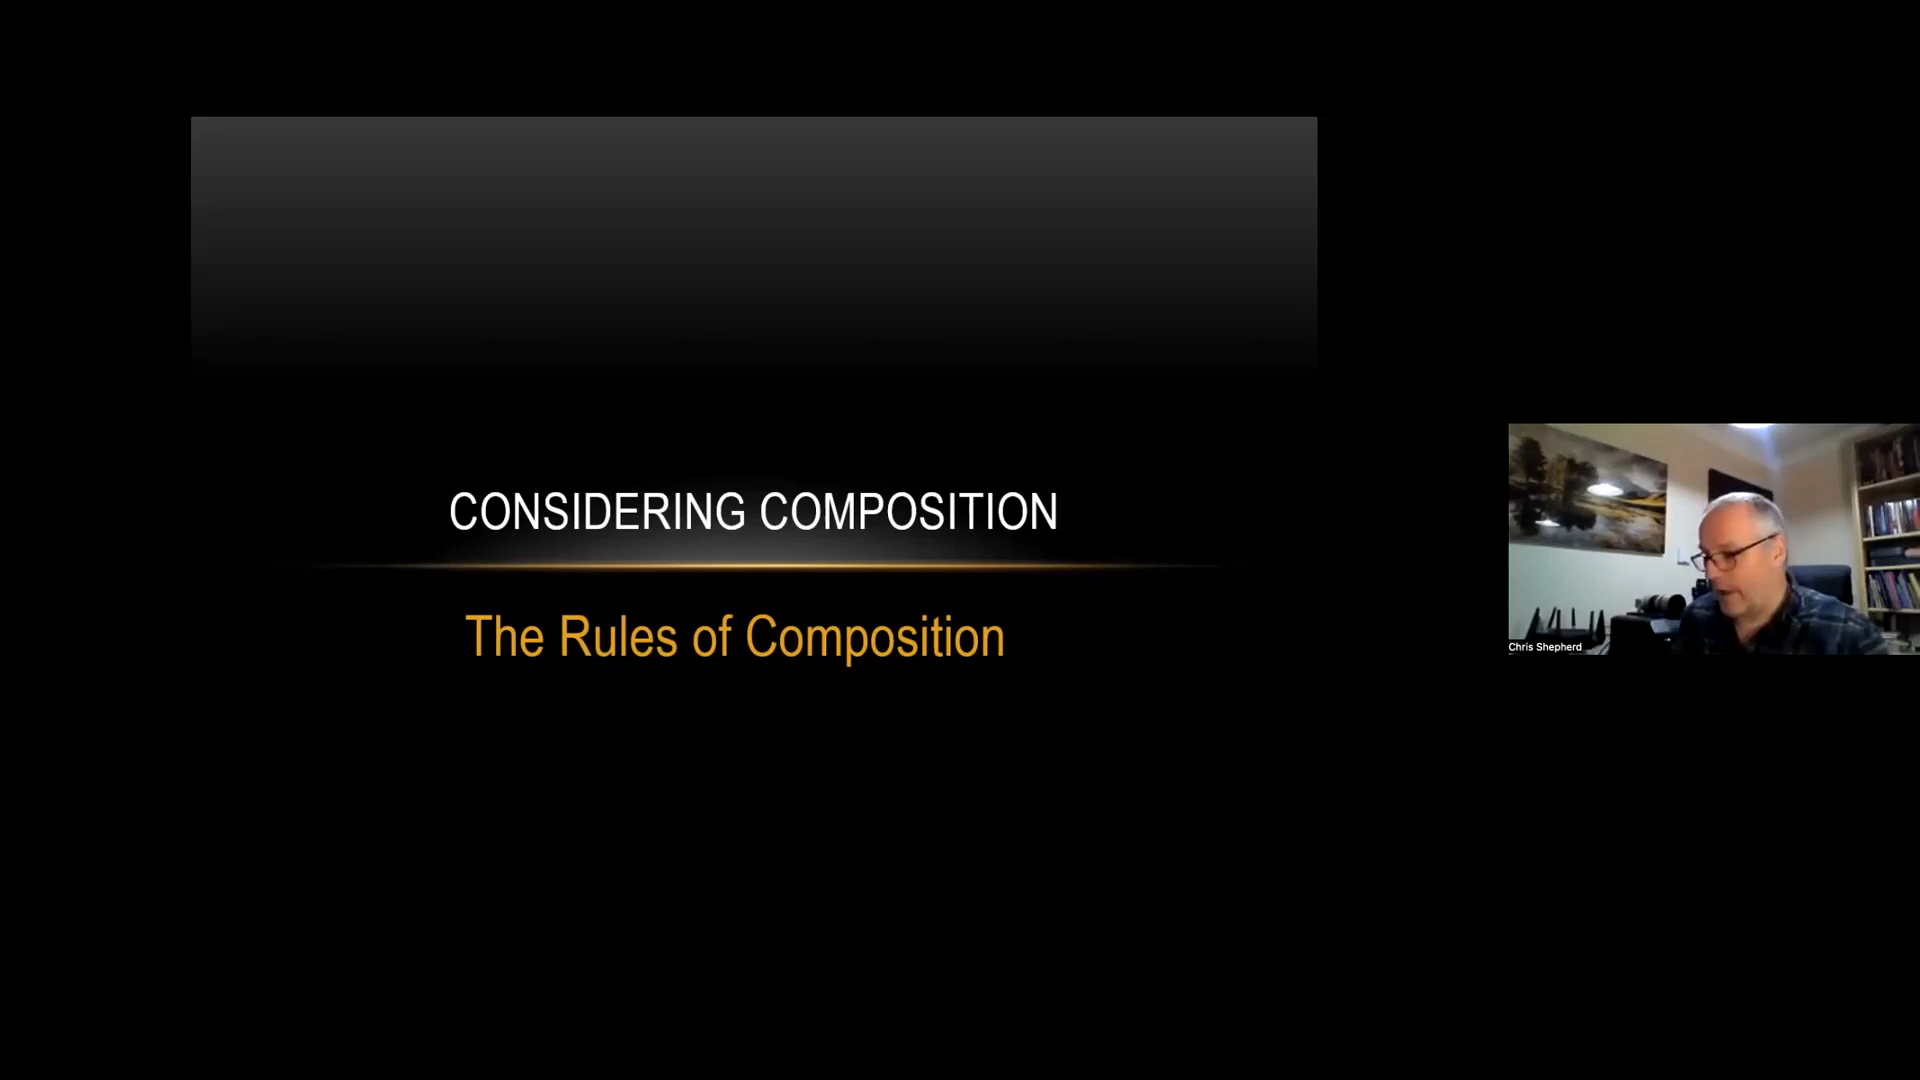 CONSIDERING COMPOSITION
The Rules of Composition
Chris Shepherd